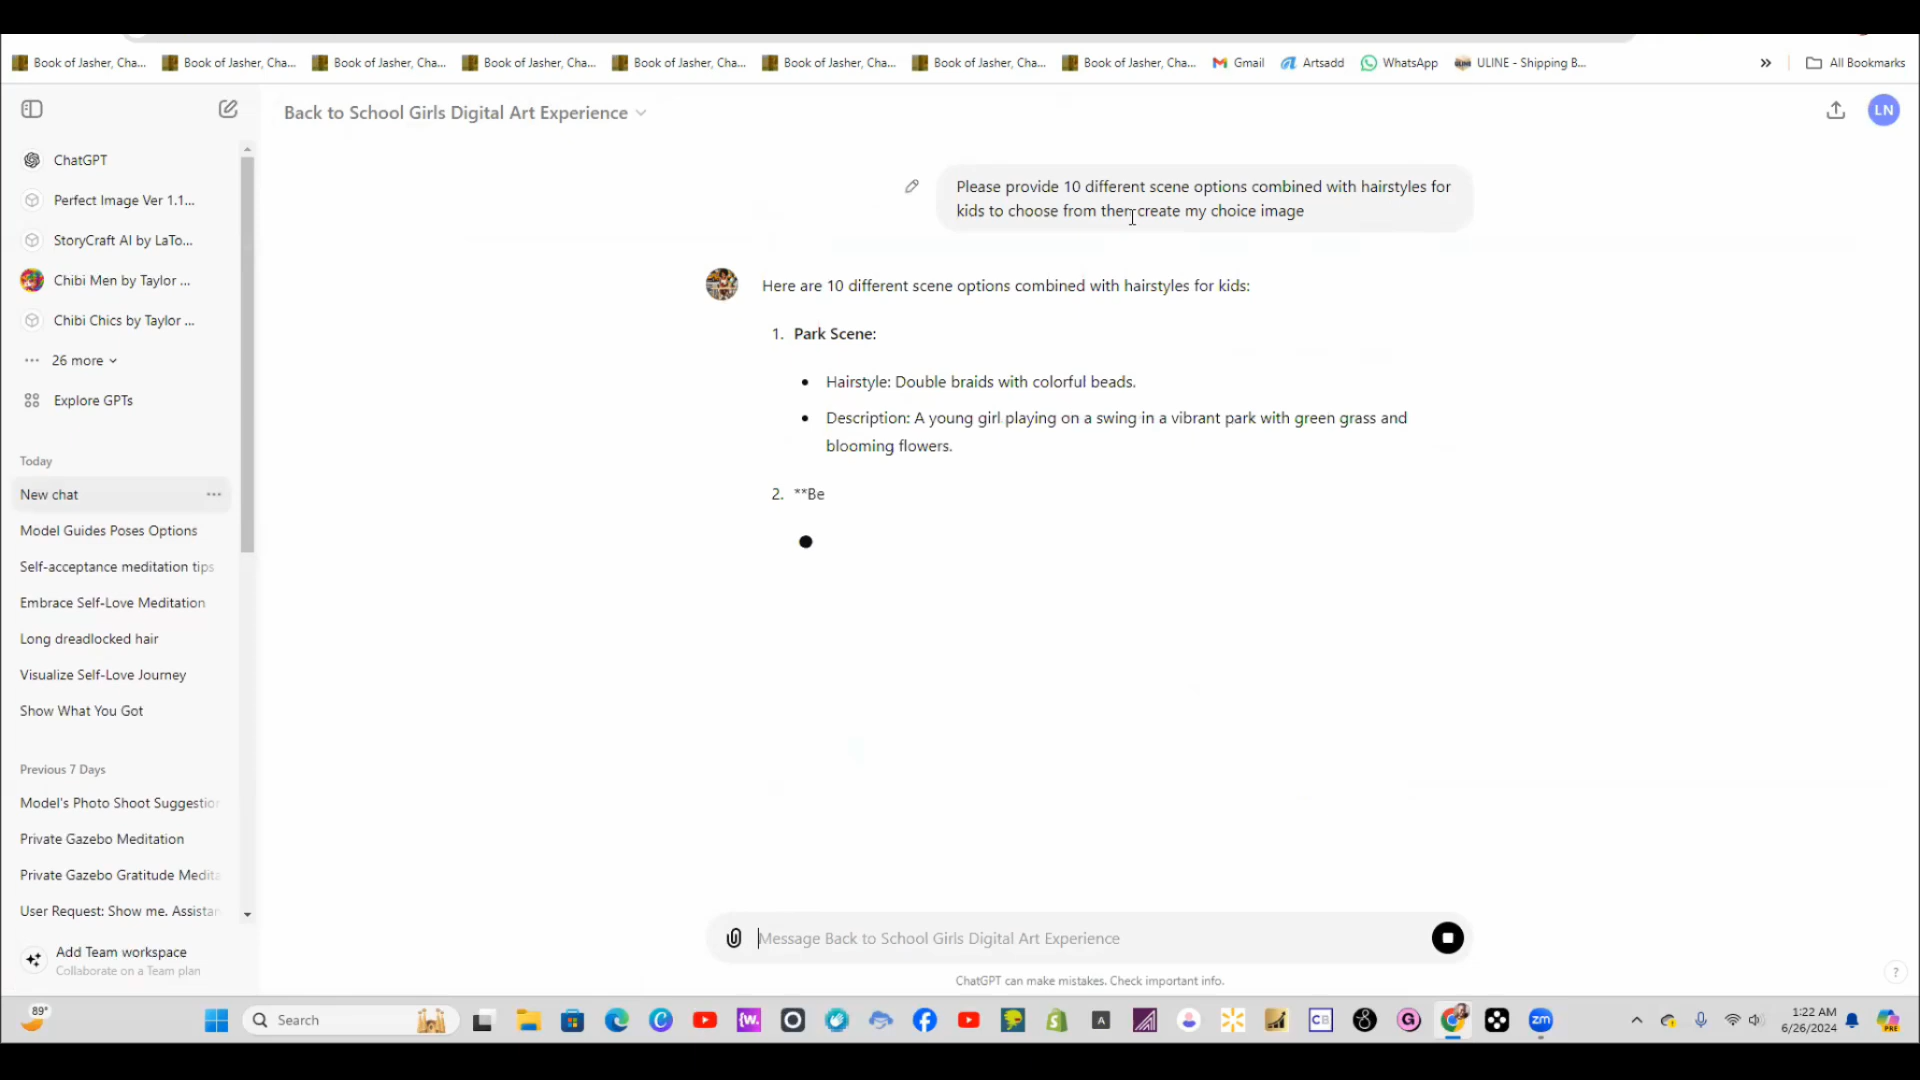 Book of Jasher, Cha...
Book of Jasher, Cha...
Book of Jasher, Cha...
Book of Jasher, Cha...
Book of Jasher, Cha...
Book of Jasher, Cha...
Book of Jasher, Cha...
Book of Jasher, Cha...
Gmail
Artsadd
WhatsApp
ULINE - Shipping B...
»
All Bookmarks
Back to School Girls Digital Art Experience
LN
ChatGPT
Perfect Image Ver 1.1...
StoryCraft AI by LaTo...
Chibi Men by Taylor ...
Chibi Chics by Taylor ...
26 more
Explore GPTs
Today
New chat
Model Guides Poses Options
Self-acceptance meditation tips
Embrace Self-Love Meditation
Long dreadlocked hair
Visualize Self-Love Journey
Show What You Got
Previous 7 Days
Model's Photo Shoot Suggestion
Private Gazebo Meditation
Private Gazebo Gratitude Medita
User Request: Show me. Assistan
Add Team workspace
Collaborate on a Team plan
Please provide 10 different scene options combined with hairstyles for
kids to choose from then create my choice image
Here are 10 different scene options combined with hairstyles for kids:
1. Park Scene:
• Hairstyle: Double braids with colorful beads.
• Description: A young girl playing on a swing in a vibrant park with green grass and
blooming flowers.
2. **Be
Message Back to School Girls Digital Art Experience
ChatGPT can make mistakes. Check important info.
?
89°
Search
1:22 AM
6/26/2024